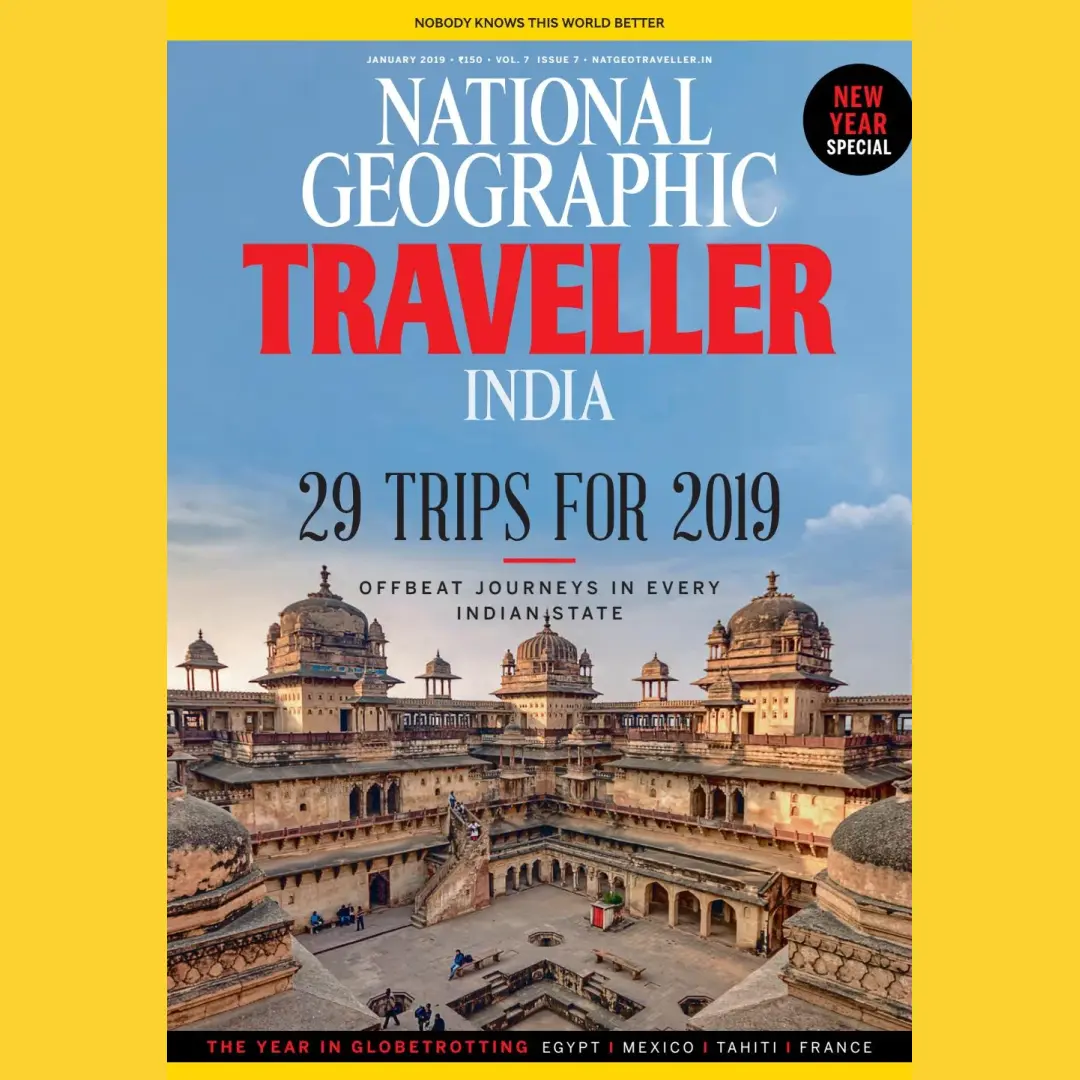 NOBODY KNOWS THIS WORLD BETTER
JANUARY 2019 • ₹150 • VOL. 7 ISSUE 7 • NATGEOTRAVELLER.IN
NATIONAL
GEOGRAPHIC
TRAVELLER
INDIA
NEW
YEAR
SPECIAL
29 TRIPS FOR 2019
OFFBEAT JOURNEYS IN EVERY
INDIAN STATE
THE YEAR IN GLOBETROTTING EGYPT | MEXICO | TAHITI | FRANCE